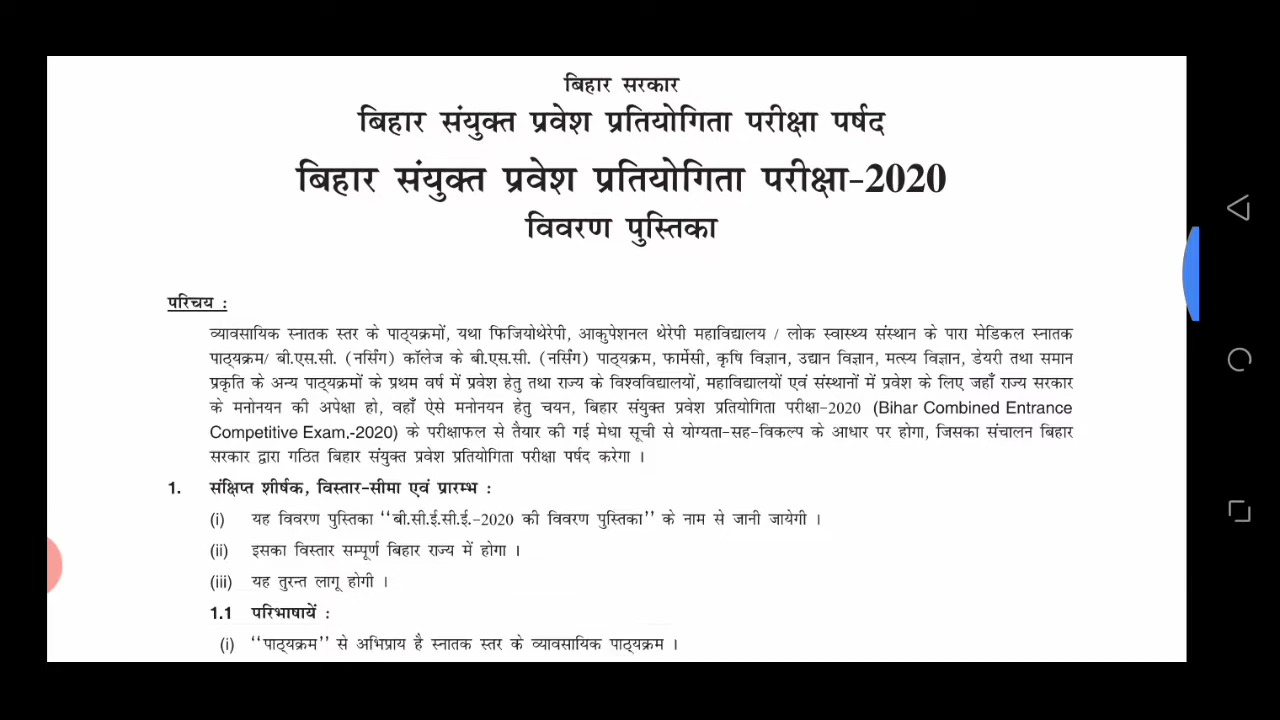 बिहार सरकार
बिहार संयुक्त प्रवेश प्रतियोगिता परीक्षा पर्षद
बिहार संयुक्त प्रवेश प्रतियोगिता परीक्षा-2020
विवरण पुस्तिका
परिचय :
व्यावसायिक स्नातक स्तर के पाठ्यक्रमों, यथा फिजियोथेरेपी, आकुपेशनल थेरेपी महाविद्यालय / लोक स्वास्थ्य संस्थान के पारा मेडिकल स्नातक
पाठ्यक्रम/ बी.एस.सी. (नर्सिंग) कॉलेज के बी.एस.सी. (नर्सिंग) पाठ्यक्रम, फार्मेसी, कृषि विज्ञान, उद्यान विज्ञान, मत्स्य विज्ञान, डेयरी तथा समान
प्रकृति के अन्य पाठ्यक्रमों के प्रथम वर्ष में प्रवेश हेतु तथा राज्य के विश्वविद्यालयों, महाविद्यालयों एवं संस्थानों में प्रवेश के लिए जहाँ राज्य सरकार
के मनोनयन की अपेक्षा हो, वहाँ ऐसे मनोनयन हेतु चयन, बिहार संयुक्त प्रवेश प्रतियोगिता परीक्षा-2020 (Bihar Combined Entrance
Competitive Exam.-2020) के परीक्षाफल से तैयार की गई मेधा सूची से योग्यता-सह-विकल्प के आधार पर होगा, जिसका संचालन बिहार
सरकार द्वारा गठित बिहार संयुक्त प्रवेश प्रतियोगिता परीक्षा पर्षद करेगा ।
1. संक्षिप्त शीर्षक, विस्तार-सीमा एवं प्रारम्भ :
(i) यह विवरण पुस्तिका ‘‘बी.सी.ई.सी.ई.-2020 की विवरण पुस्तिका’’ के नाम से जानी जायेगी ।
(ii) इसका विस्तार सम्पूर्ण बिहार राज्य में होगा ।
(iii) यह तुरन्त लागू होगी ।
1.1 परिभाषायें :
(i) ‘‘पाठ्यक्रम’’ से अभिप्राय है स्नातक स्तर के व्यावसायिक पाठ्यक्रम ।